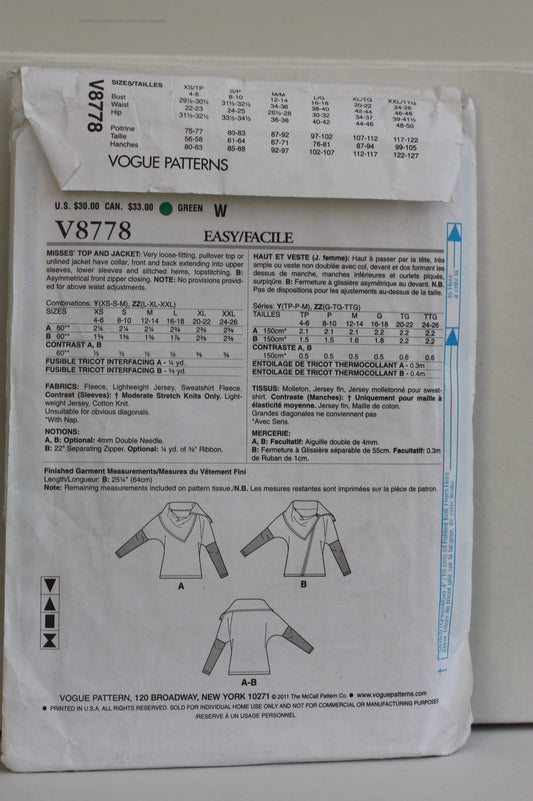 V8778
SIZES/TAILLES XS/TP S/P M/M L/G XL/TG XXL/TTG
4-6 8-10 12-14 16-18 20-22 24-26
Bust 29½-30½ 31½-32½ 34-36 38-40 42-44 46-48
Waist 22-23 24-25 26½-28 30-32 34-37 39-41½
Hip 31½-32½ 33½-34½ 36-38 40-42 44-46 48-50
Poitrine 75-77 80-83 87-92 97-102 107-112 117-122
Taille 56-58 61-64 67-71 76-81 87-94 99-105
Hanches 80-83 85-88 92-97 102-107 112-117 122-127
VOGUE PATTERNS
U.S. $30.00 CAN. $33.00 GREEN W
V8778 EASY/FACILE
MISSES' TOP AND JACKET: Very loose-fitting, pullover top or
unlined jacket have collar, front and back extending into upper
sleeves, lower sleeves and stitched hems, topstitching. B:
Asymmetrical front zipper closing. NOTE: No provisions provid-
ed for above waist adjustments.
Combinations: Y(XS-S-M), ZZ(L-XL-XXL)
SIZES XS S M L XL XXL
4-6 8-10 12-14 16-18 20-22 24-26
A 60"* 2¼ 2¼ 2¼ 2⅜ 2⅜ 2⅜
B 60"* 1⅝ 1⅝ 1¾ 1⅞ 2⅜ 2⅜
CONTRAST A, B
60"* ½ ½ ½ ½ ⅝ ⅝
FUSIBLE TRICOT INTERFACING A - ¼ yd.
FUSIBLE TRICOT INTERFACING B - ⅜ yd.
FABRICS: Fleece, Lightweight Jersey, Sweatshirt Fleece.
Contrast (Sleeves): † Moderate Stretch Knits Only. Light-
weight Jersey, Cotton Knit.
Unsuitable for obvious diagonals.
*With Nap.
NOTIONS:
A, B: Optional: 4mm Double Needle.
B: 22" Separating Zipper. Optional: ¼ yd. of ⅜" Ribbon.
HAUT ET VESTE (J. femme): Haut à passer par la tête, très
ample ou veste non doublée avec col, devant et dos formant les
dessus de manche, manches inférieures et ourlets piqués,
surpiqûre. B: Fermeture à glissière asymétrique au devant. N.B.
Pas de dispositions pour les ajustements au-dessus de la taille.
Séries: Y(TP-P-M), ZZ(G-TG-TTG)
TAILLES TP P M G TG TTG
4-6 8-10 12-14 16-18 20-22 24-26
A 150cm* 2.1 2.1 2.1 2.2 2.2 2.2
B 150cm* 1.5 1.5 1.6 1.8 2.2 2.2
CONTRASTE A, B
150cm* 0.5 0.5 0.5 0.5 0.6 0.6
ENTOILAGE DE TRICOT THERMOCOLLANT A - 0.3m
ENTOILAGE DE TRICOT THERMOCOLLANT B - 0.4m
TISSUS: Molleton, Jersey fin, Jersey molletonné pour sweat-
shirt. Contraste (Manches): † Uniquement pour maille à
élasticité moyenne. Jersey fin, Maille de coton.
Grandes diagonales ne conviennent pas
*Avec Sens.
MERCERIE:
A, B: Facultatif: Aiguille double de 4mm.
B: Fermeture à Glissière séparable de 55cm. Facultatif: 0.3m
de Ruban de 1cm.
Finished Garment Measurements/Mesures du Vêtement Fini
Length/Longueur: B: 25¼" (64cm)
Note: Remaining measurements included on pattern tissue./N.B. Les mesures restantes sont imprimées sur la pièce de patron.
A
B
A-B
to Here
à cela à
VOGUE PATTERN, 120 BROADWAY, NEW YORK 10271 © 2011 The McCall Pattern Co. ● www.voguepatterns.com
● PRINTED IN U.S.A. ALL RIGHTS RESERVED. SOLD FOR INDIVIDUAL HOME USE ONLY AND NOT FOR COMMERCIAL OR MANUFACTURING PURPOSES
/RESERVE À UN USAGE PERSONNEL